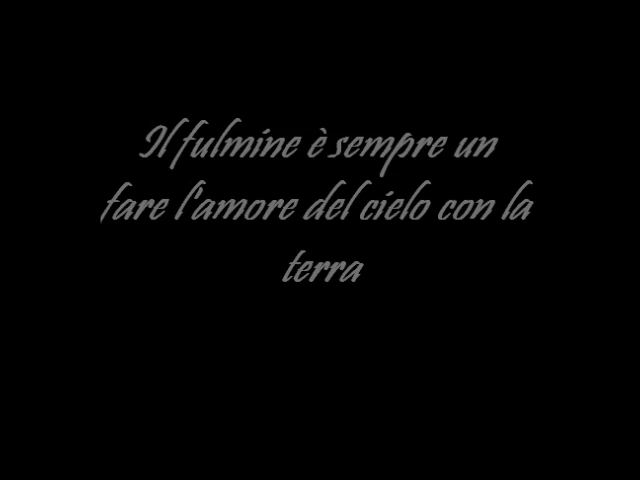 Il fulmine è sempre un
fare l'amore del cielo con la
terra